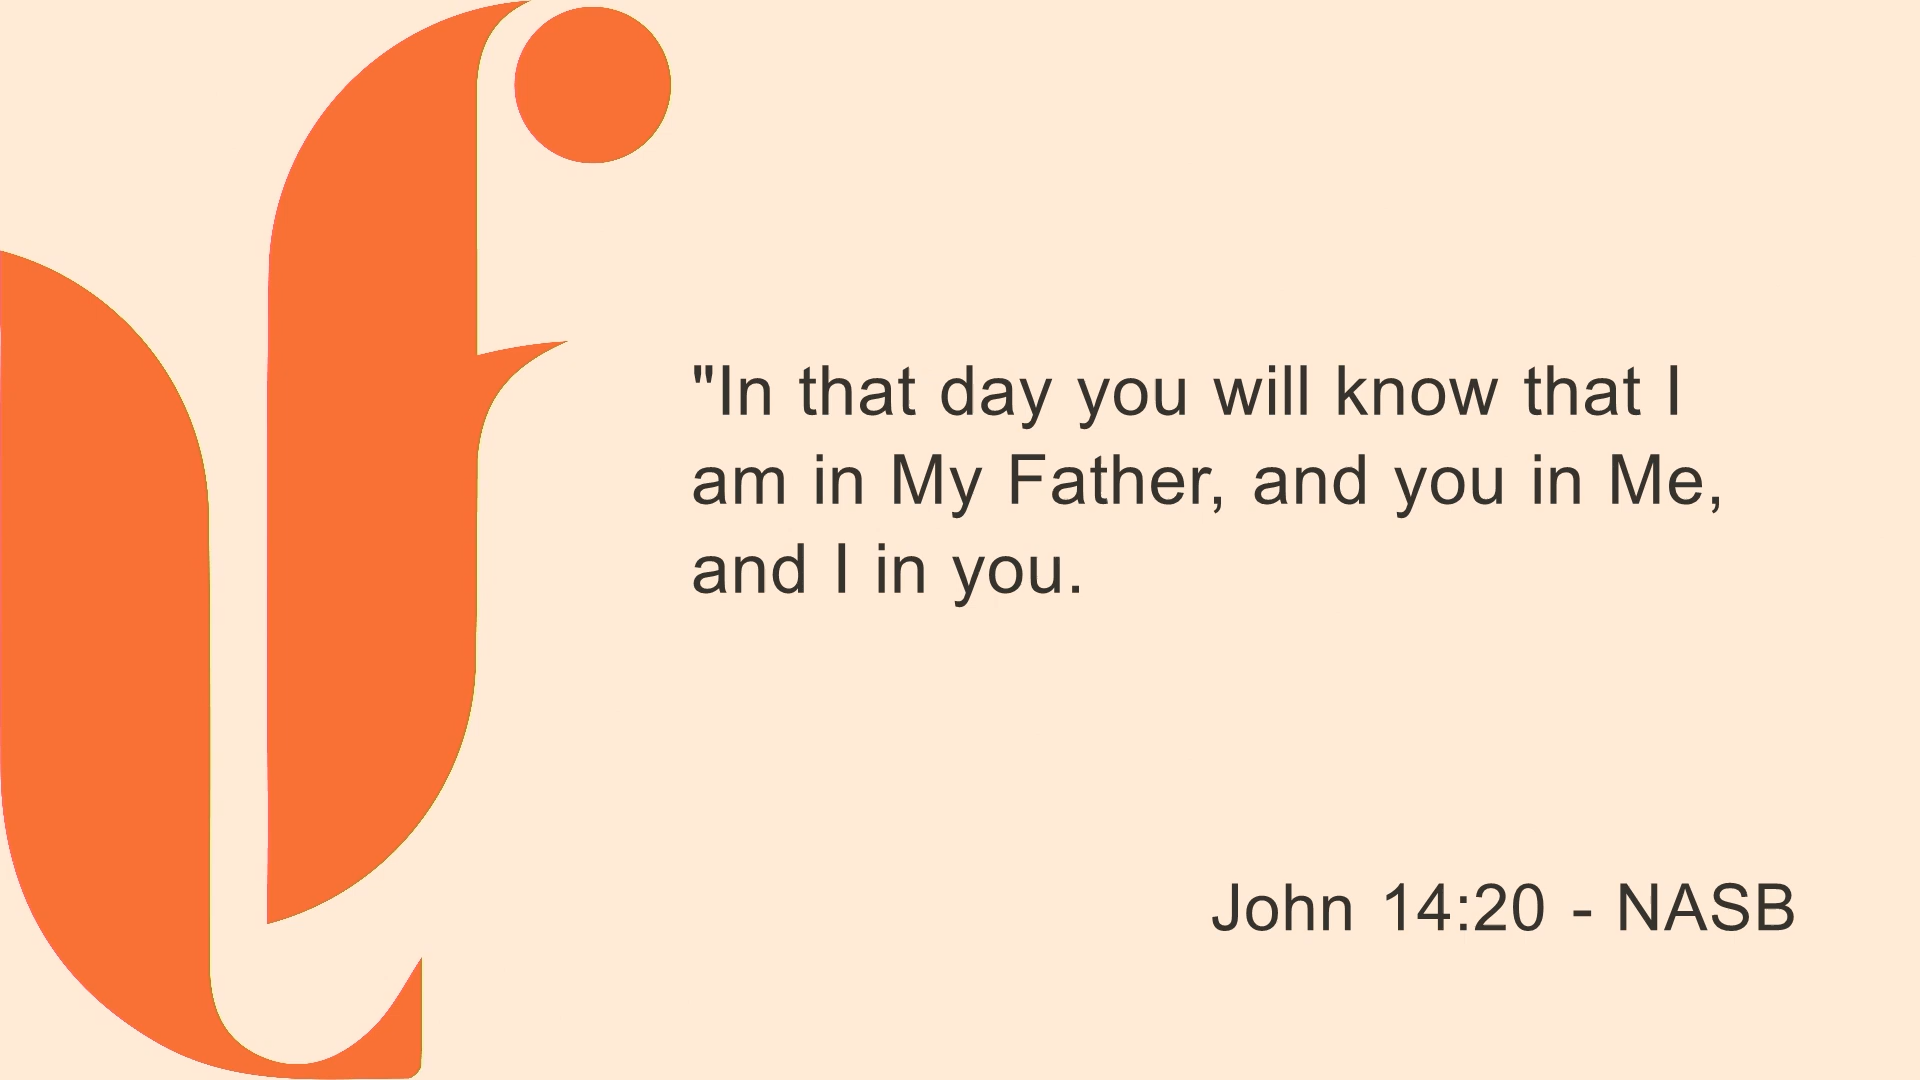 "In that day you will know that I
am in My Father, and you in Me,
and I in you.
John 14:20 - NASB